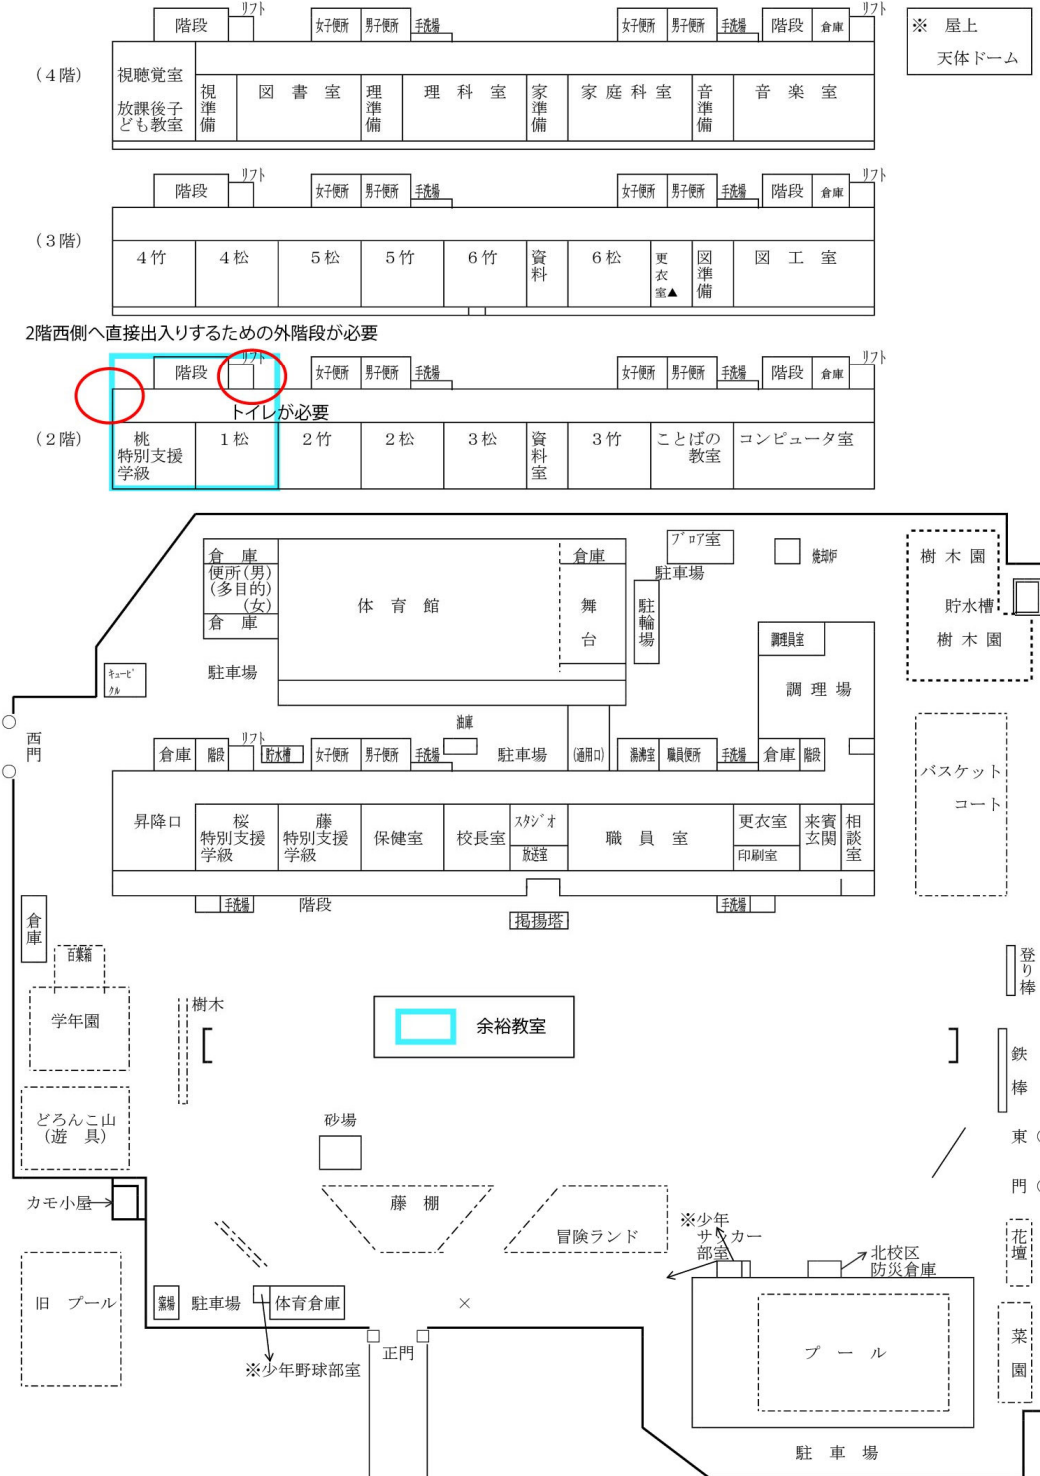 リフト
階段
女子便所
男子便所
手洗場
女子便所
男子便所
手洗場
階段
倉庫
リフト
※ 屋上
天体ドーム
(4階)
視聴覚室
放課後子
ども教室
視準備
図書室
理準備
理科室
家準備
家庭科室
音準備
音楽室
リフト
階段
女子便所
男子便所
手洗場
女子便所
男子便所
手洗場
階段
倉庫
リフト
(3階)
4竹
4松
5松
5竹
6竹
資料
6松
更衣室▲
図準備
図工室
2階西側へ直接出入りするための外階段が必要
リフト
階段
女子便所
男子便所
手洗場
女子便所
男子便所
手洗場
階段
倉庫
リフト
トイレが必要
(2階)
桃
特別支援
学級
1松
2竹
2松
3松
資料室
3竹
ことばの
教室
コンピュータ室
倉庫
便所(男)
(多目的)
(女)
倉庫
体育館
倉庫
舞台
駐輪場
ブロア室
駐車場
焼却炉
樹木園
貯水槽
樹木園
調理員室
調理場
キュービ
クル
駐車場
西門
油庫
倉庫
階段
リフト
貯水槽
女子便所
男子便所
手洗場
駐車場
(通用口)
湯沸室
職員便所
手洗場
倉庫
階段
バスケット
コート
昇降口
桜
特別支援
学級
藤
特別支援
学級
保健室
校長室
スタジオ
放送室
職員室
更衣室
印刷室
来賓
玄関
相談室
手洗場
階段
掲揚塔
手洗場
倉庫
百葉箱
学年園
樹木
余裕教室
登り棒
鉄棒
どろんこ山
(遊具)
砂場
東
門
カモ小屋
藤棚
冒険ランド
※少年
サッカー
部室
北校区
防災倉庫
花壇
旧プール
窯場
駐車場
体育倉庫
×
※少年野球部室
正門
プール
菜園
駐車場